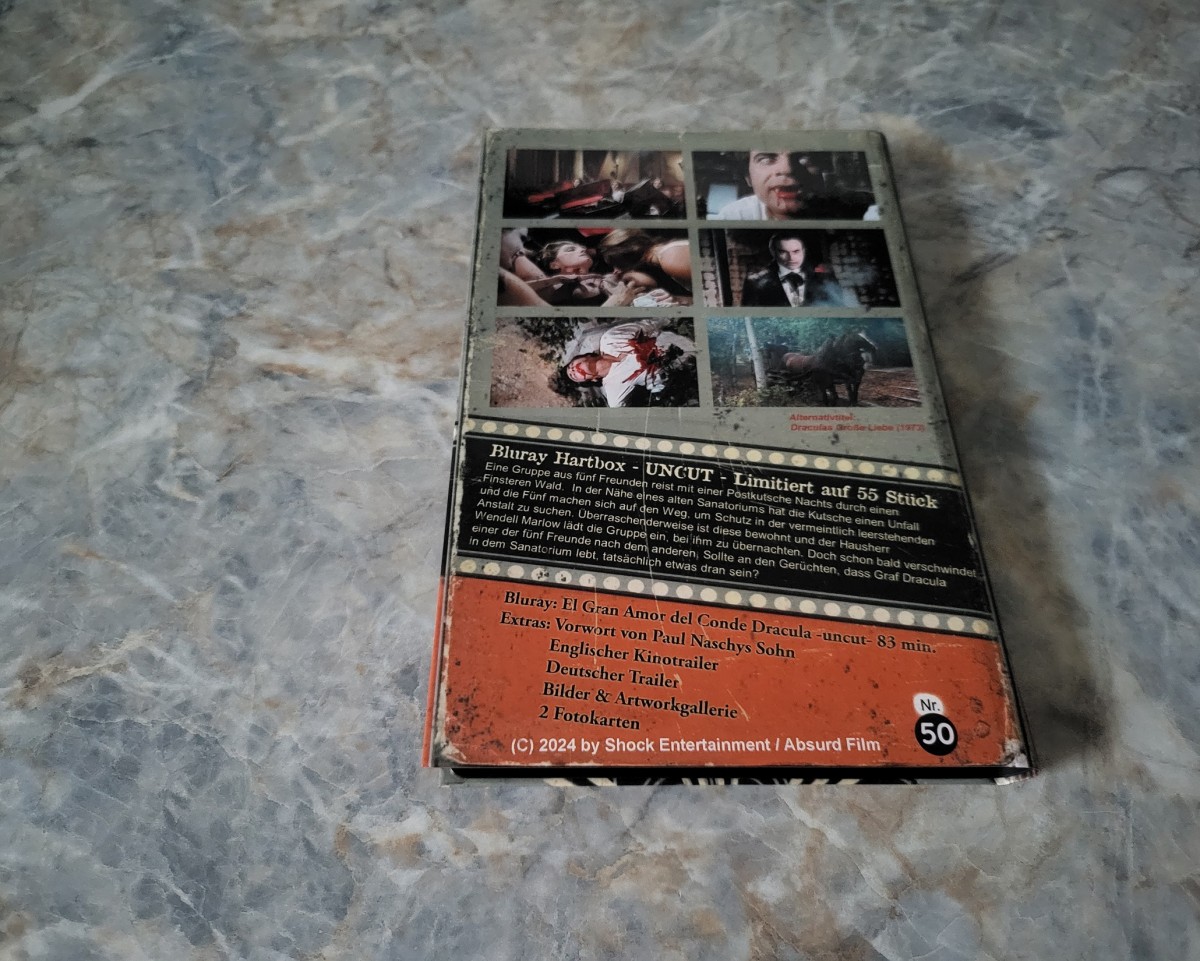 Alternativtitel:
Draculas Große Liebe (1973)
Bluray Hartbox - UNCUT - Limitiert auf 55 Stück
Eine Gruppe aus fünf Freunden reist mit einer Postkutsche Nachts durch einen
Finsteren Wald. In der Nähe eines alten Sanatoriums hat die Kutsche einen Unfall
und die Fünf machen sich auf den Weg, um Schutz in der vermeintlich leerstehenden
Anstalt zu suchen. Überraschenderweise ist diese bewohnt und der Hausherr
Wendell Marlow lädt die Gruppe ein, bei ihm zu übernachten. Doch schon bald verschwindet
einer der fünf Freunde nach dem anderen, Sollte an den Gerüchten, dass Graf Dracula
in dem Sanatorium lebt, tatsächlich etwas dran sein?
Bluray: El Gran Amor del Conde Dracula -uncut- 83 min.
Extras: Vorwort von Paul Naschys Sohn
Englischer Kinotrailer
Deutscher Trailer
Bilder & Artworkgallerie
2 Fotokarten
Nr.
50
(C) 2024 by Shock Entertainment / Absurd Film